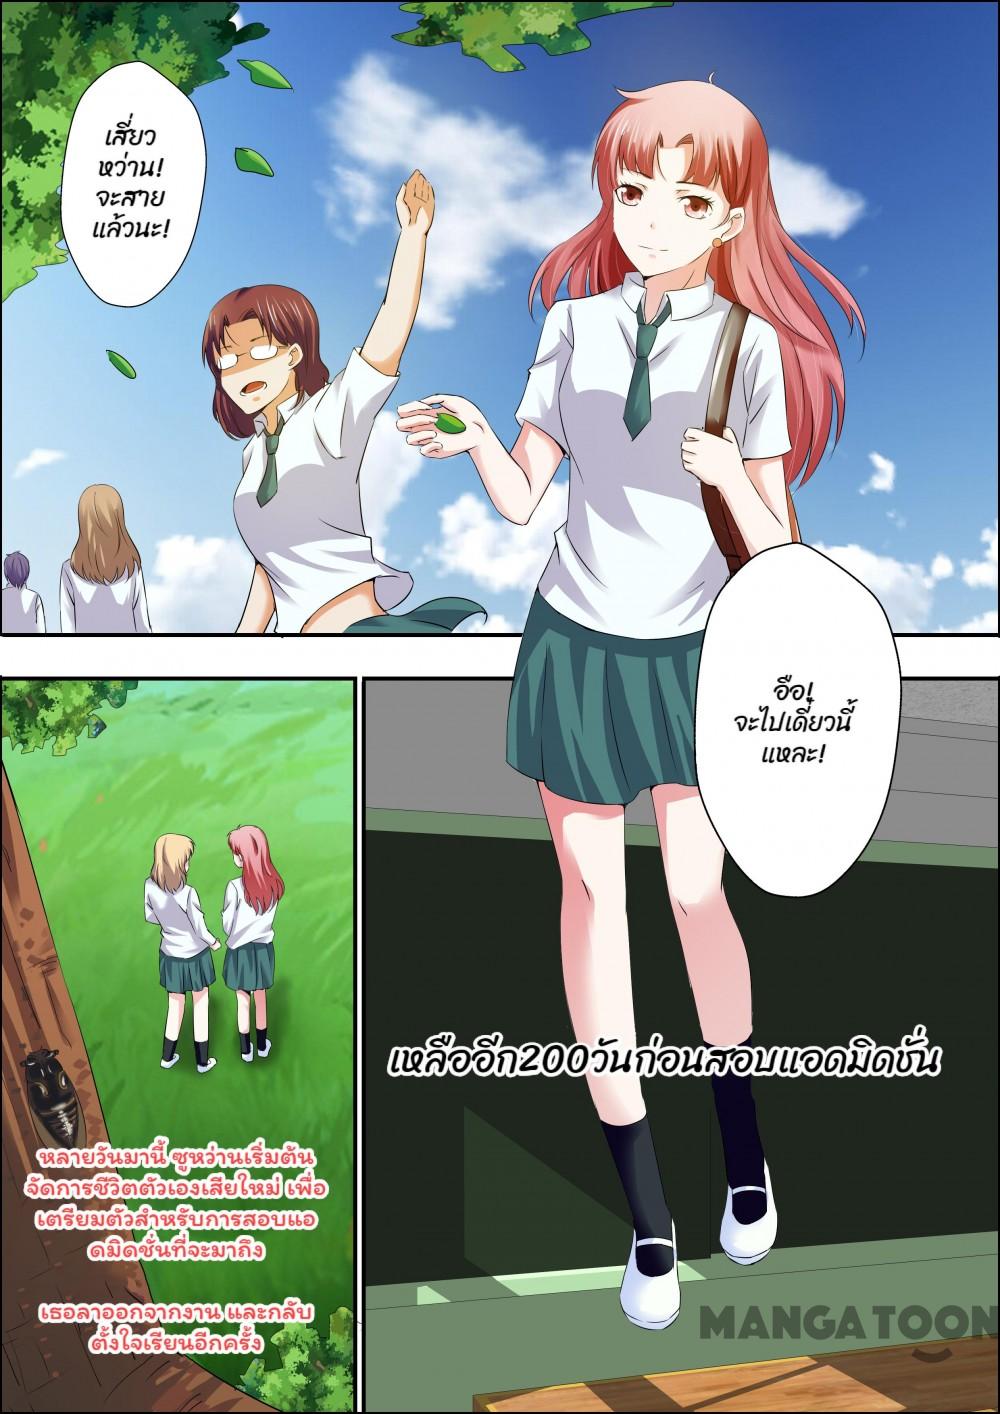 เสี่ยว
หว่าน!
จะสาย
แล้วนะ!
อือ!
จะไปเดี๋ยวนี้
แหละ!
เหลืออีก200วันก่อนสอบแอดมิดชั่น
หลายวันมานี้ ซูหว่านเริ่มต้น
จัดการชีวิตตัวเองเสียใหม่ เพื่อ
เตรียมตัวสำหรับการสอบแอ
ดมิดชั่นที่จะมาถึง
เธอลาออกจากงาน และกลับ
ตั้งใจเรียนอีกครั้ง
MANGATOON